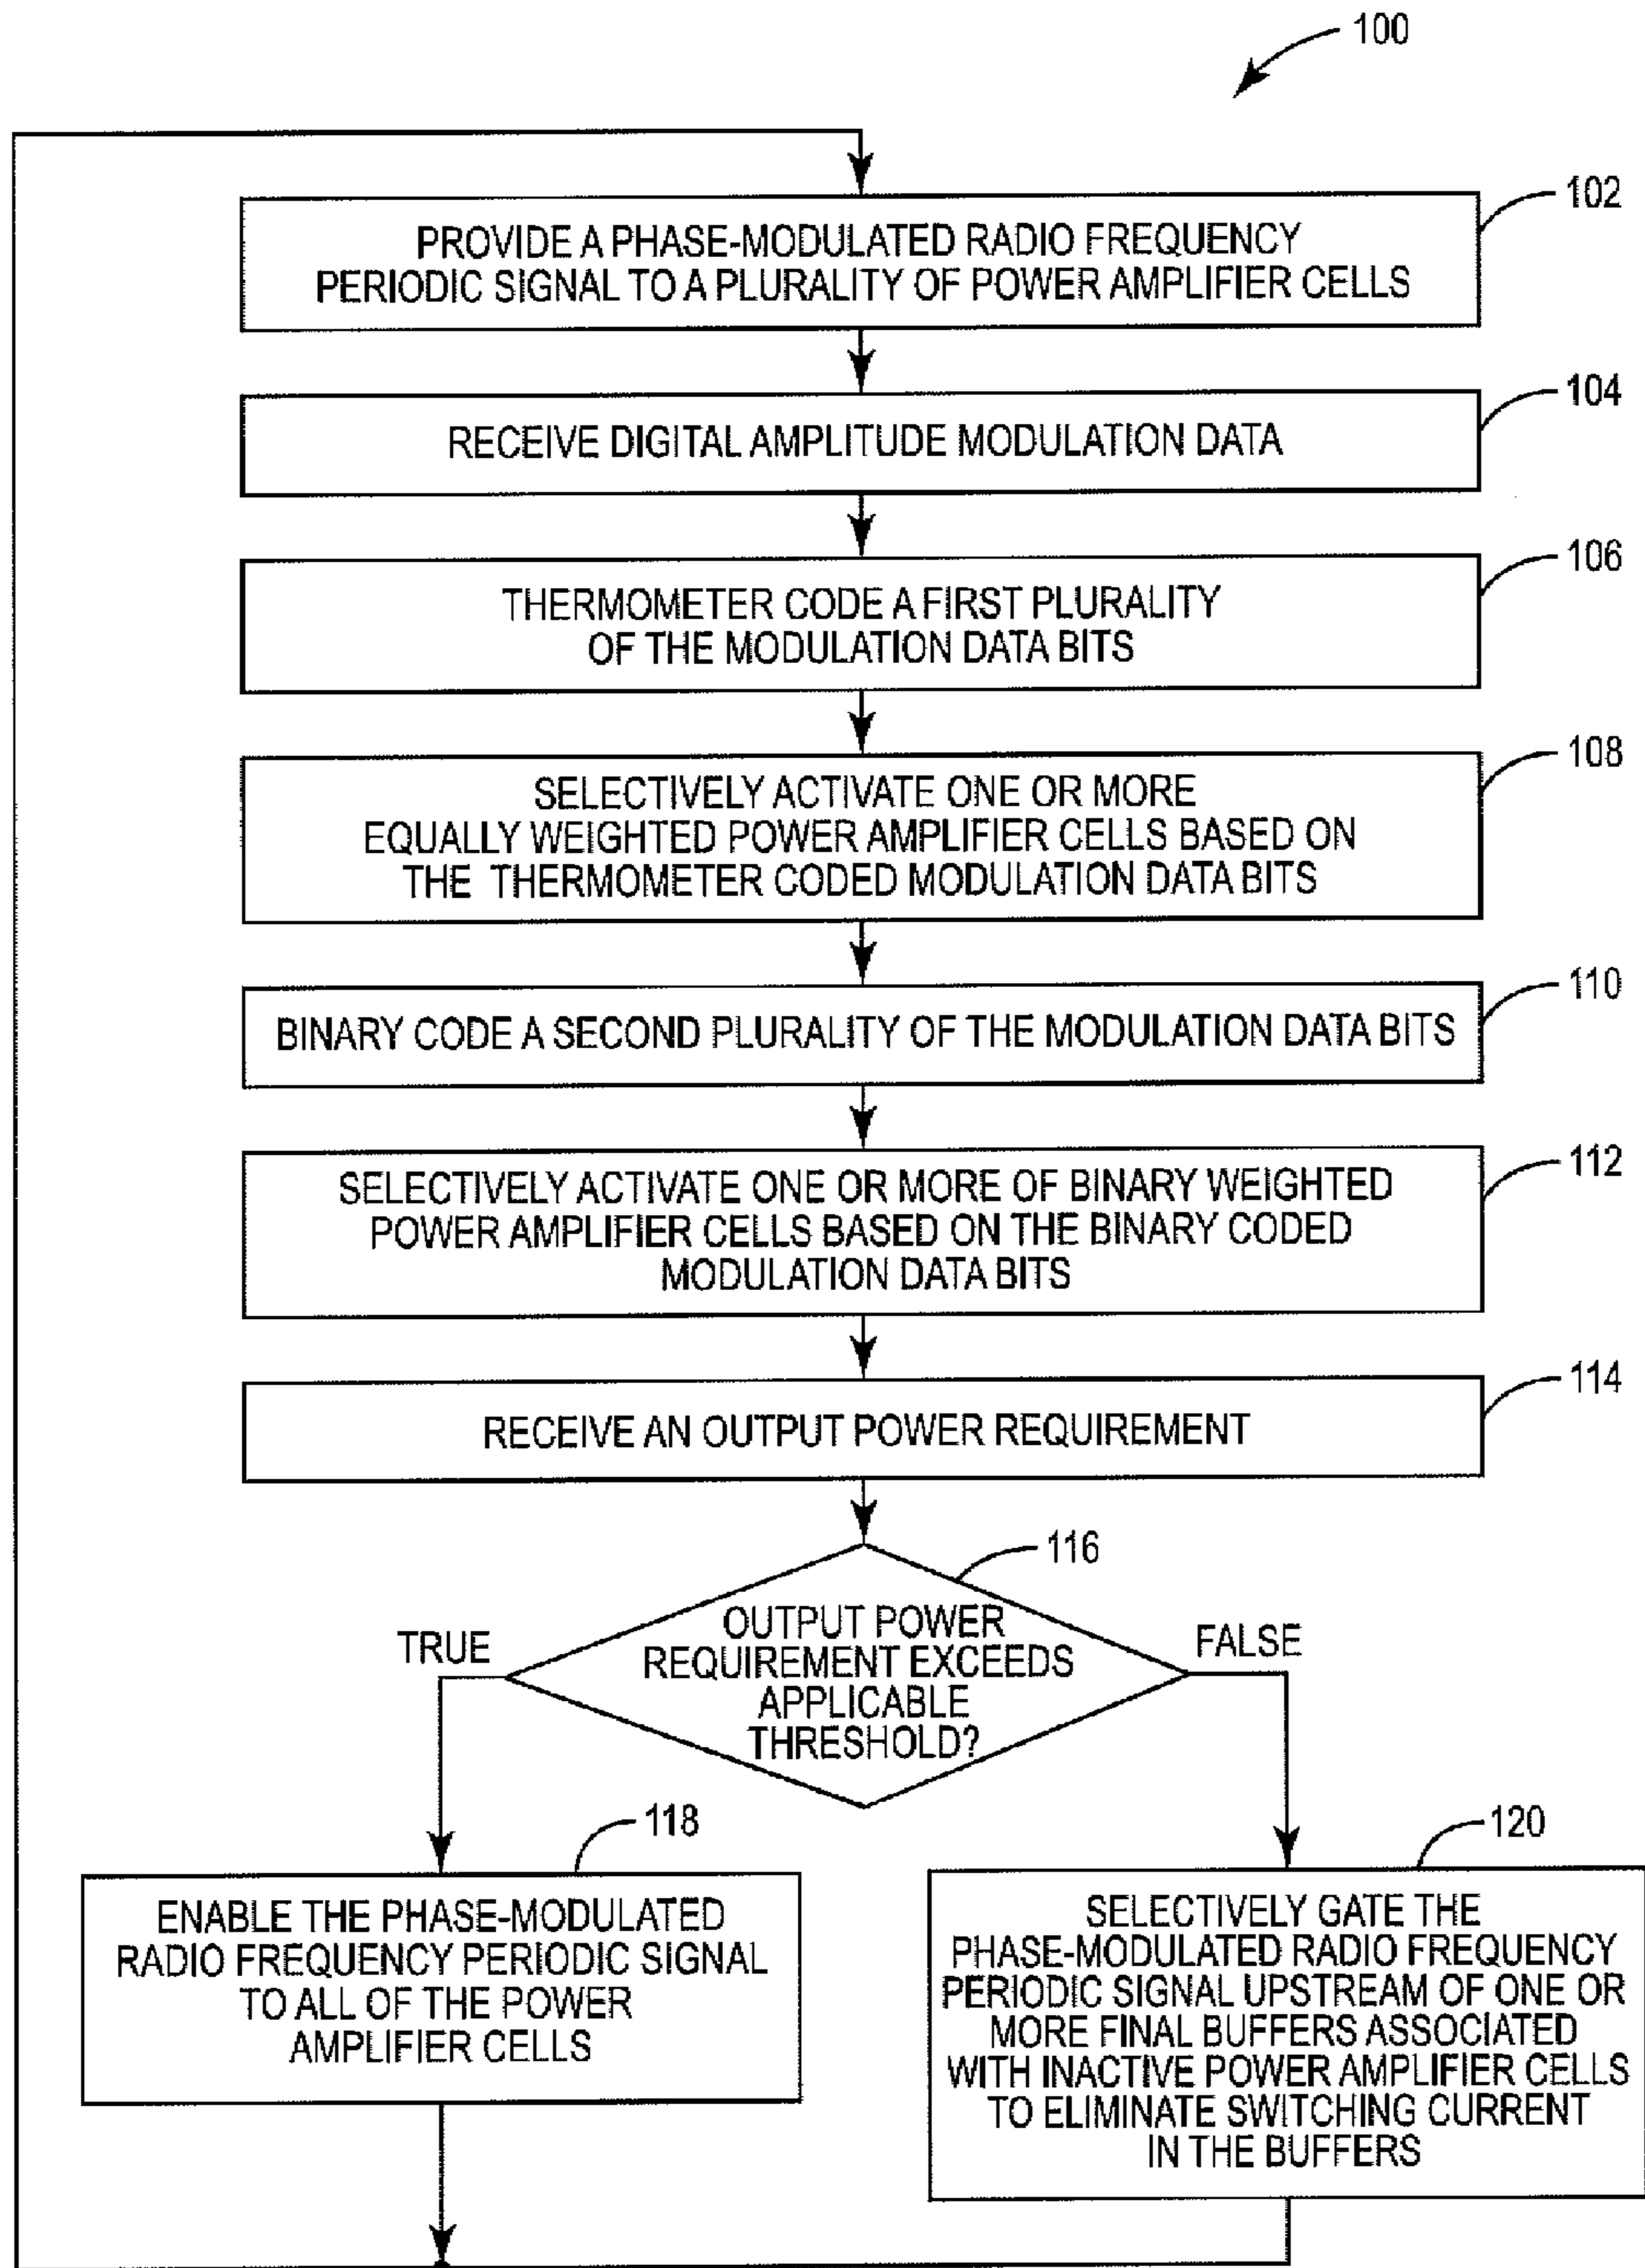 100
102
PROVIDE A PHASE-MODULATED RADIO FREQUENCY
PERIODIC SIGNAL TO A PLURALITY OF POWER AMPLIFIER CELLS
104
RECEIVE DIGITAL AMPLITUDE MODULATION DATA
106
THERMOMETER CODE A FIRST PLURALITY
OF THE MODULATION DATA BITS
108
SELECTIVELY ACTIVATE ONE OR MORE
EQUALLY WEIGHTED POWER AMPLIFIER CELLS BASED ON
THE THERMOMETER CODED MODULATION DATA BITS
110
BINARY CODE A SECOND PLURALITY OF THE MODULATION DATA BITS
112
SELECTIVELY ACTIVATE ONE OR MORE OF BINARY WEIGHTED
POWER AMPLIFIER CELLS BASED ON THE BINARY CODED
MODULATION DATA BITS
114
RECEIVE AN OUTPUT POWER REQUIREMENT
116
OUTPUT POWER
REQUIREMENT EXCEEDS
APPLICABLE
THRESHOLD?
TRUE
FALSE
118
ENABLE THE PHASE-MODULATED
RADIO FREQUENCY PERIODIC SIGNAL
TO ALL OF THE POWER
AMPLIFIER CELLS
120
SELECTIVELY GATE THE
PHASE-MODULATED RADIO FREQUENCY
PERIODIC SIGNAL UPSTREAM OF ONE OR
MORE FINAL BUFFERS ASSOCIATED
WITH INACTIVE POWER AMPLIFIER CELLS
TO ELIMINATE SWITCHING CURRENT
IN THE BUFFERS